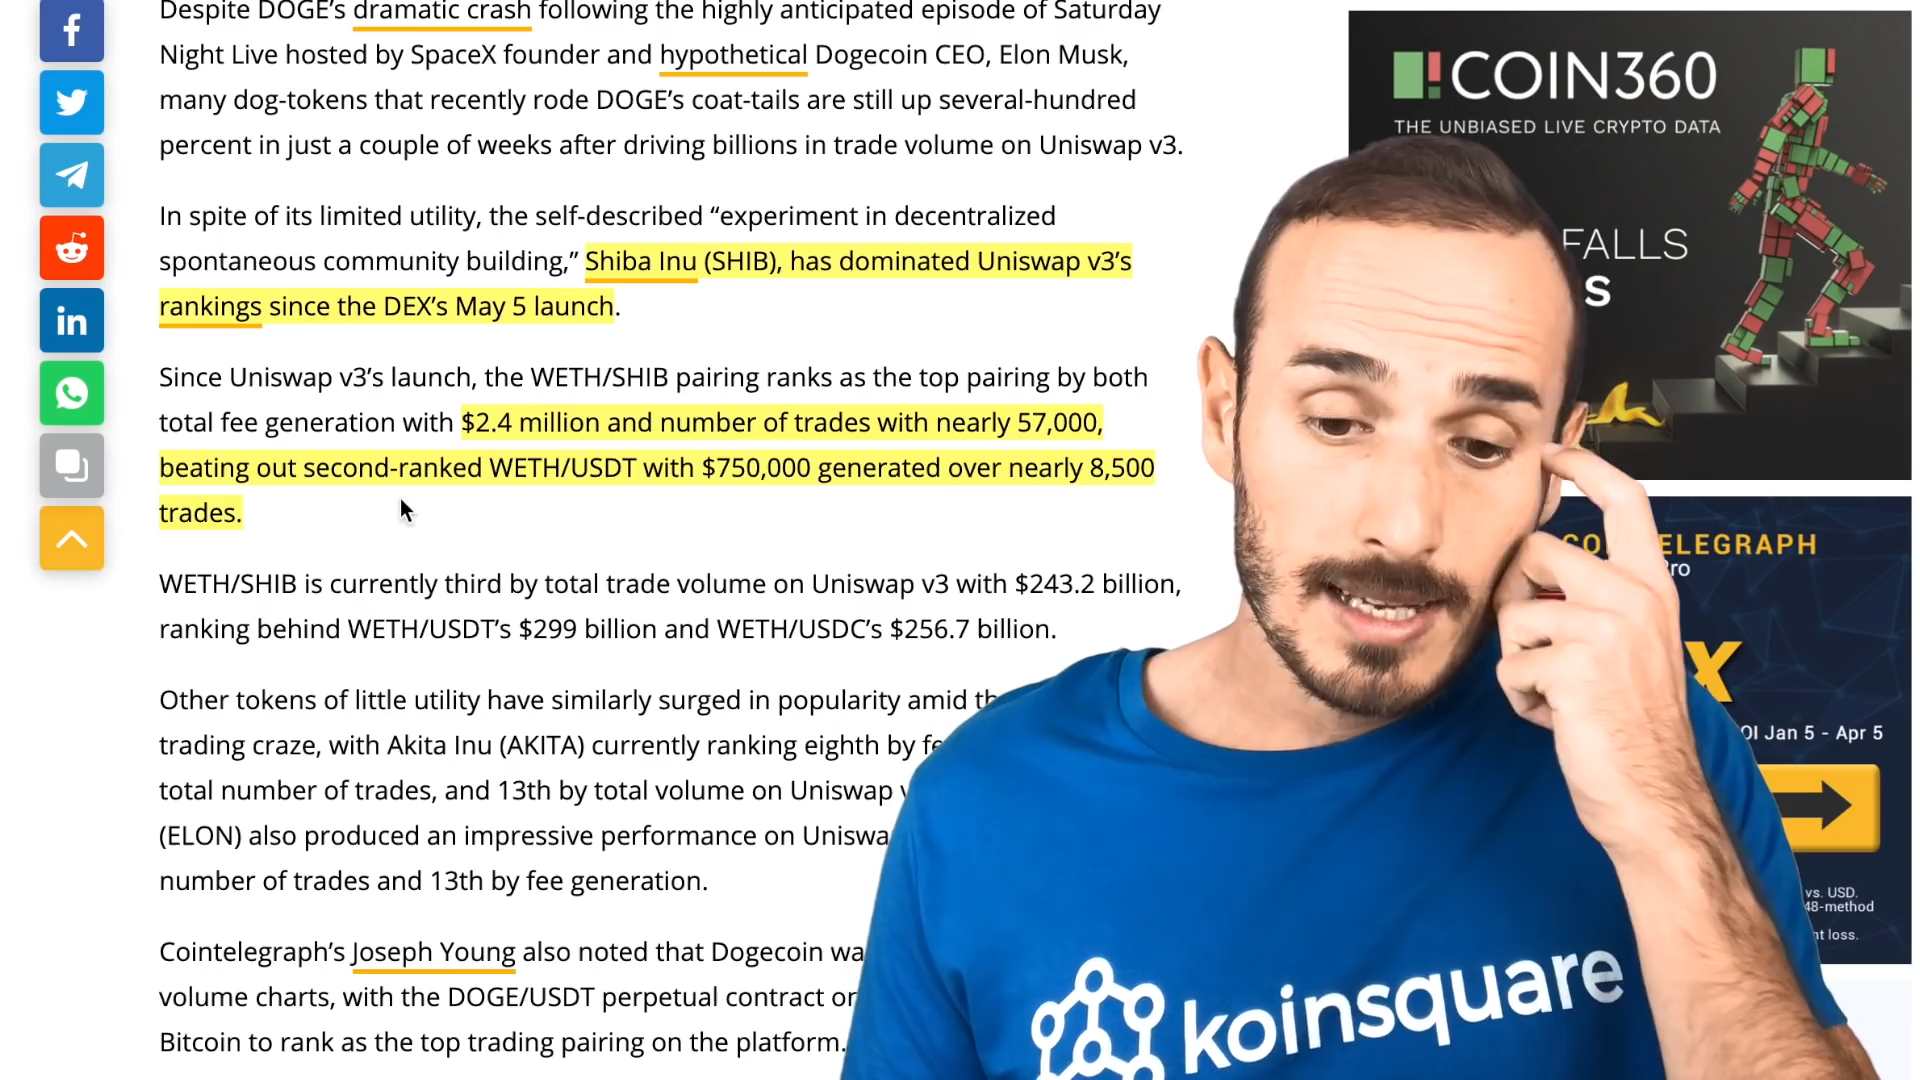 Despite DOGE’s dramatic crash following the highly anticipated episode of Saturday
Night Live hosted by SpaceX founder and hypothetical Dogecoin CEO, Elon Musk,
many dog-tokens that recently rode DOGE’s coat-tails are still up several-hundred
percent in just a couple of weeks after driving billions in trade volume on Uniswap v3.
In spite of its limited utility, the self-described “experiment in decentralized
spontaneous community building,” Shiba Inu (SHIB), has dominated Uniswap v3’s
rankings since the DEX’s May 5 launch.
Since Uniswap v3’s launch, the WETH/SHIB pairing ranks as the top pairing by both
total fee generation with $2.4 million and number of trades with nearly 57,000,
beating out second-ranked WETH/USDT with $750,000 generated over nearly 8,500
trades.
WETH/SHIB is currently third by total trade volume on Uniswap v3 with $243.2 billion,
ranking behind WETH/USDT’s $299 billion and WETH/USDC’s $256.7 billion.
Other tokens of little utility have similarly surged in popularity amid
trading craze, with Akita Inu (AKITA) currently ranking eighth by
total number of trades, and 13th by total volume on Uniswap
(ELON) also produced an impressive performance on
number of trades and 13th by fee generation.
Cointelegraph’s Joseph Young also noted that Dogecoin
volume charts, with the DOGE/USDT perpetual contract
Bitcoin to rank as the top trading pairing on the platform.
COIN360
THE UNBIASED LIVE CRYPTO DATA
FALLS
S
ELEGRAPH
X
Jan 5 - Apr 5
vs. USD.
48-method
loss.
koinsquare